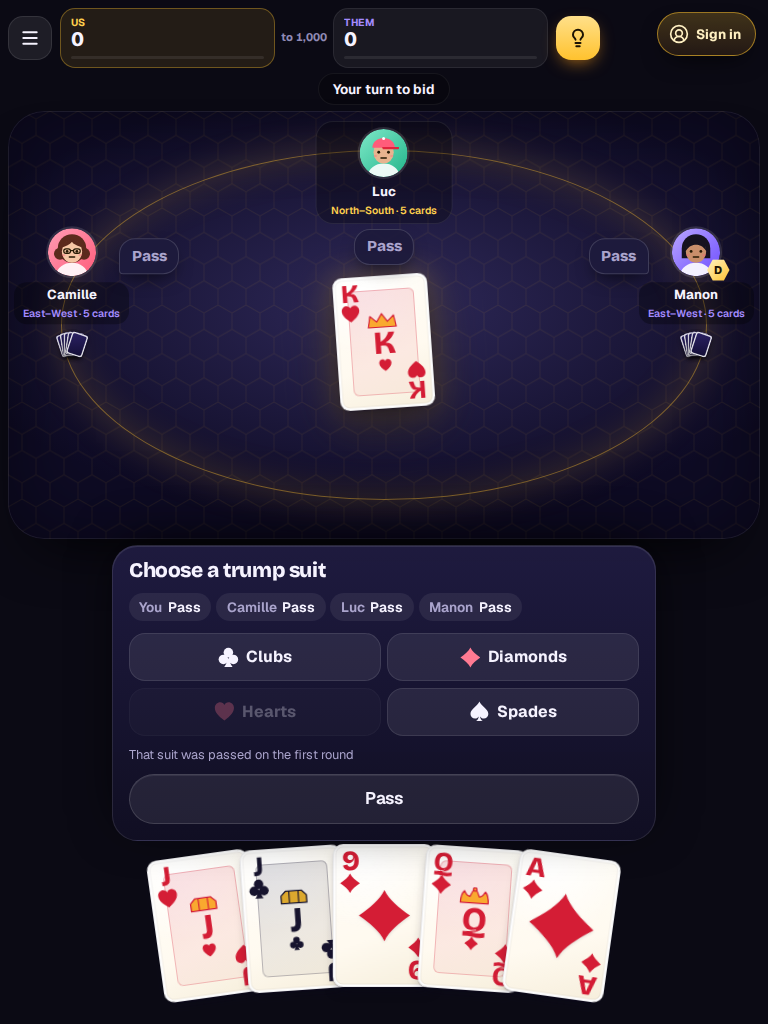 US
0
to 1,000
THEM
0
Sign in
Your turn to bid
Luc
North–South · 5 cards
Pass
Camille
East–West · 5 cards
Pass
Pass
Manon
D
East–West · 5 cards
K
K
K
Choose a trump suit
You Pass
Camille Pass
Luc Pass
Manon Pass
Clubs
Diamonds
Hearts
Spades
That suit was passed on the first round
Pass
J
J
J
J
J
J
9
9
Q
Q
Q
A
A